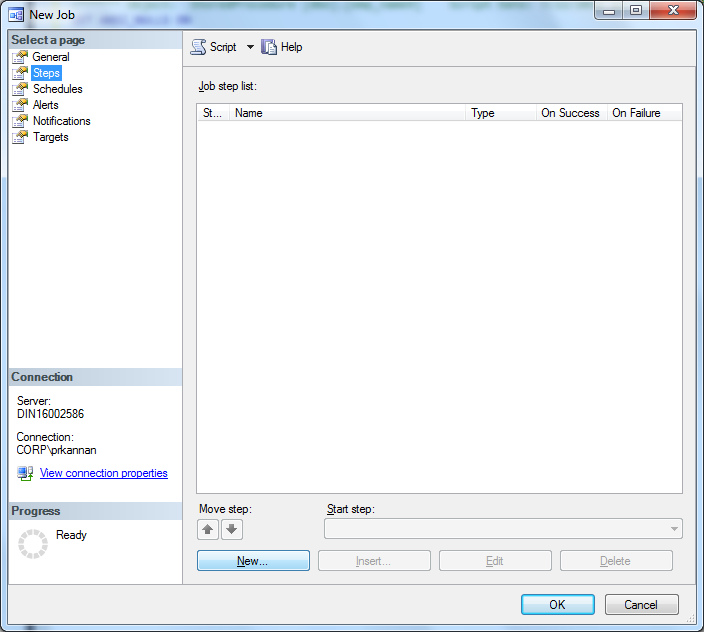 New Job
Select a page
General
Steps
Schedules
Alerts
Notifications
Targets
Script
Help
Job step list:
St... Name Type On Success On Failure
Connection
Server:
DIN16002586
Connection:
CORP\prkannan
View connection properties
Progress
Ready
Move step:
Start step:
New...
Insert...
Edit
Delete
OK
Cancel